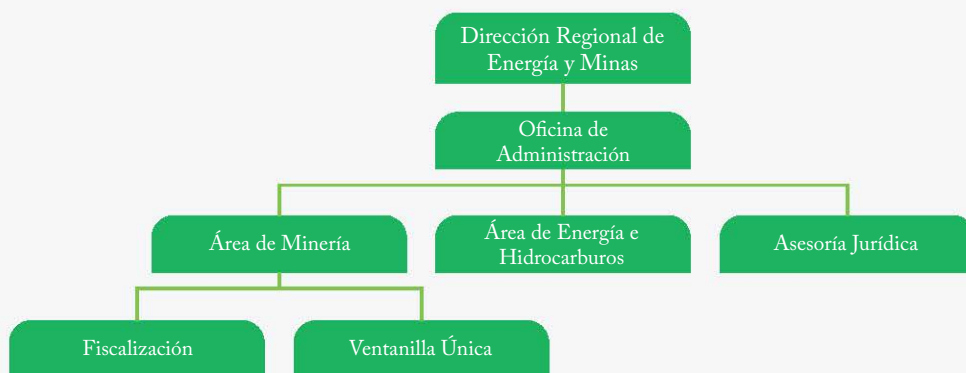 Dirección Regional de
Energía y Minas
Oficina de
Administración
Área de Minería
Área de Energía e
Hidrocarburos
Asesoría Jurídica
Fiscalización
Ventanilla Única